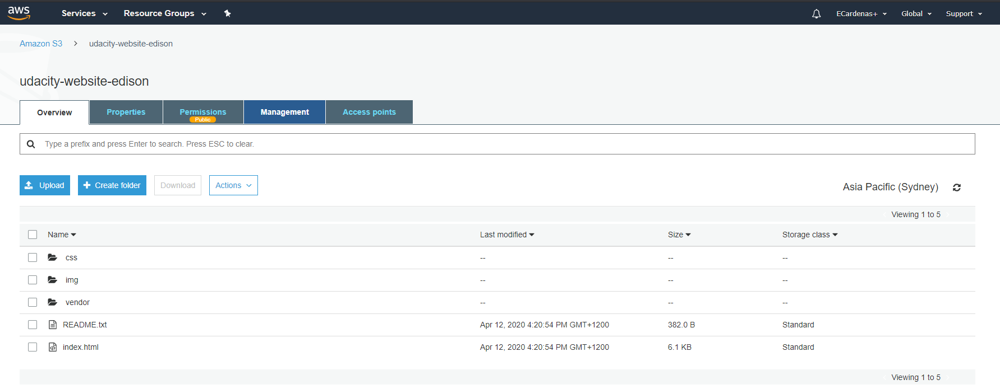 aws Services Resource Groups ECardenas+ Global Support
Amazon S3 > udacity-website-edison
udacity-website-edison
Overview Properties Permissions Management Access points
Public
Type a prefix and press Enter to search. Press ESC to clear.
Upload + Create folder Download Actions Asia Pacific (Sydney)
Viewing 1 to 5
Name Last modified Size Storage class
css -- -- --
img -- -- --
vendor -- -- --
README.txt Apr 12, 2020 4:20:54 PM GMT+1200 382.0 B Standard
index.html Apr 12, 2020 4:20:54 PM GMT+1200 6.1 KB Standard
Viewing 1 to 5